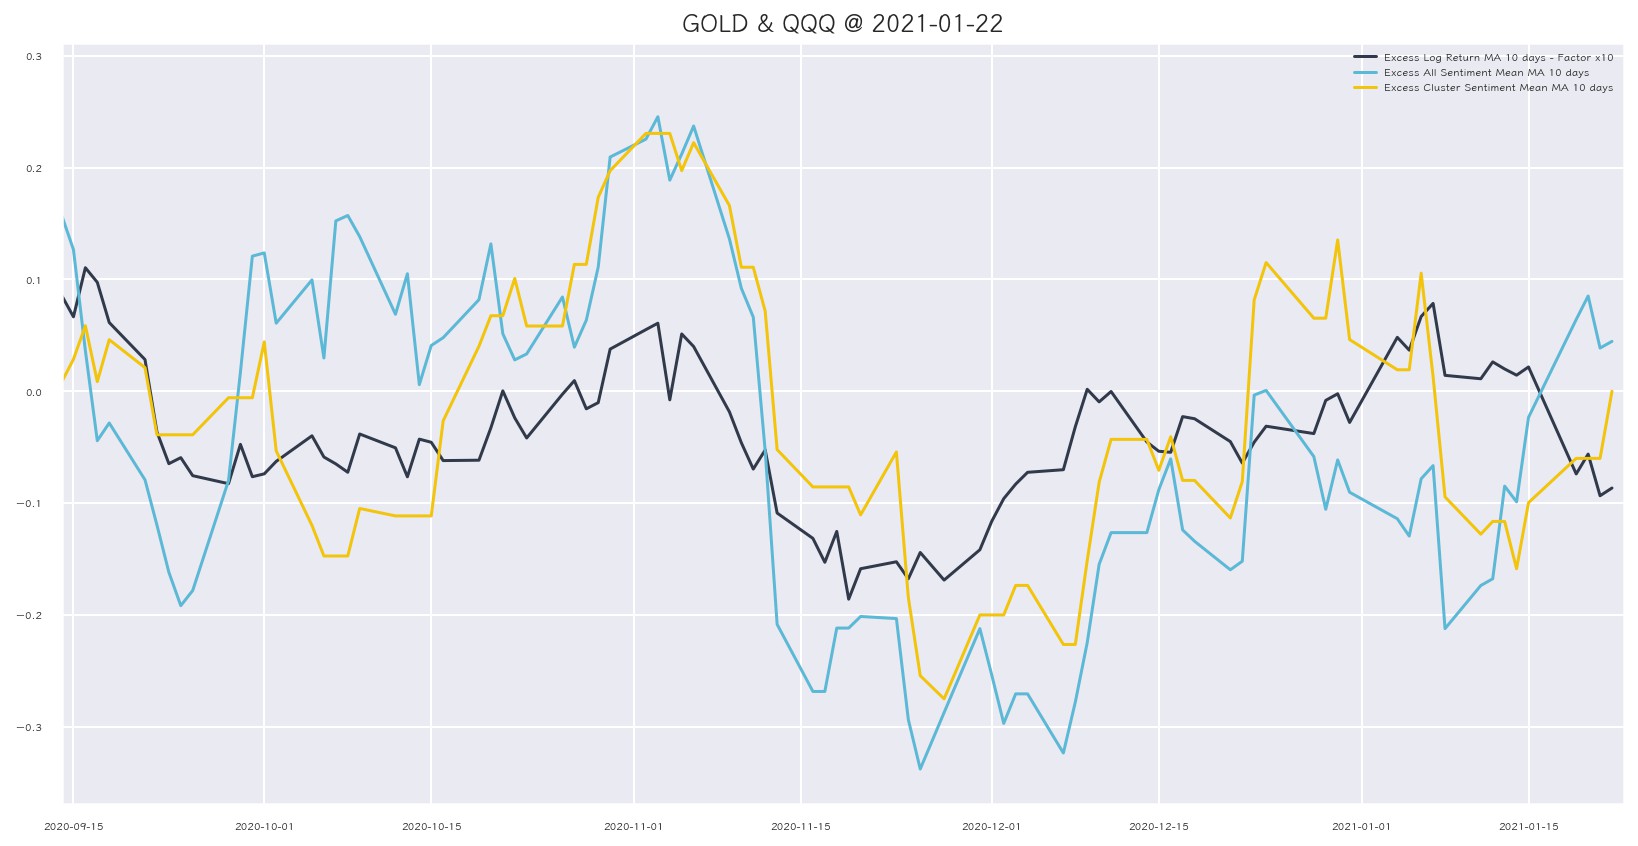 GOLD & QQQ @ 2021-01-22
Excess Log Return MA 10 days - Factor x10
Excess All Sentiment Mean MA 10 days
Excess Cluster Sentiment Mean MA 10 days
0.3
0.2
0.1
0.0
−0.1
−0.2
−0.3
2020-09-15 2020-10-01 2020-10-15 2020-11-01 2020-11-15 2020-12-01 2020-12-15 2021-01-01 2021-01-15